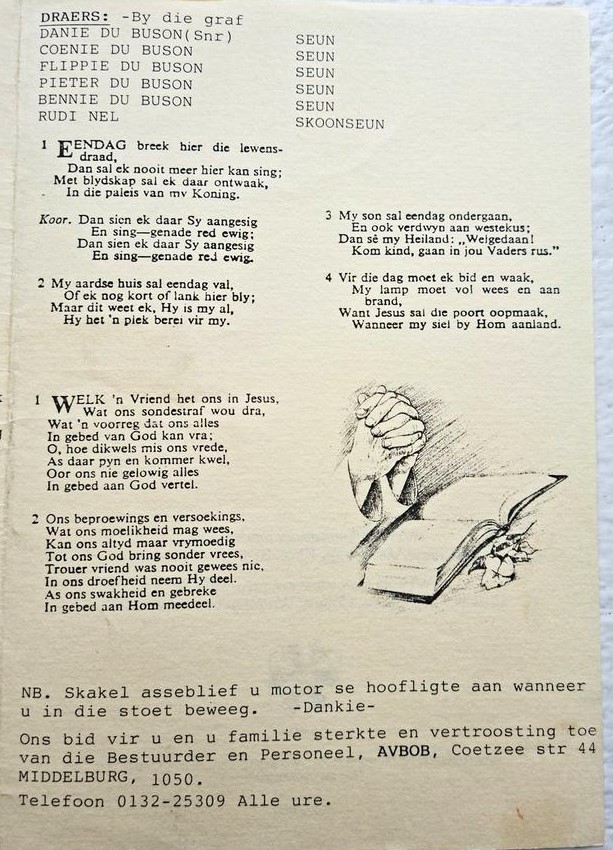 DRAERS: -By die graf
DANIE DU BUSON(Snr) SEUN
COENIE DU BUSON SEUN
FLIPPIE DU BUSON SEUN
PIETER DU BUSON SEUN
BENNIE DU BUSON SEUN
RUDI NEL SKOONSEUN
1 EENDAG breek hier die lewens-
draad,
Dan sal ek nooit meer hier kan sing;
Met blydskap sal ek daar ontwaak,
In die paleis van my Koning.
Koor. Dan sien ek daar Sy aangesig
En sing—genade red ewig;
Dan sien ek daar Sy aangesig
En sing—genade red ewig.
2 My aardse huis sal eendag val,
Of ek nog kort of lank hier bly;
Maar dit weet ek, Hy is my al,
Hy het 'n plek berei vir my.
3 My son sal eendag ondergaan,
En ook verdwyn aan westekus;
Dan sê my Heiland: „Welgedaan!
Kom kind, gaan in jou Vaders rus.”
4 Vir die dag moet ek bid en waak,
My lamp moet vol wees en aan
brand,
Want Jesus sal die poort oopmaak,
Wanneer my siel by Hom aanland.
1 WELK 'n Vriend het ons in Jesus,
Wat ons sondestraf wou dra,
Wat 'n voorreg dat ons alles
In gebed van God kan vra;
O, hoe dikwels mis ons vrede,
As daar pyn en kommer kwel,
Oor ons nie gelowig alles
In gebed aan God vertel.
2 Ons beproewings en versoekings,
Wat ons moelikheid mag wees,
Kan ons altyd maar vrymoedig
Tot ons God bring sonder vrees,
Trouer vriend was nooit gewees nie,
In ons droefheid neem Hy deel.
As ons swakheid en gebreke
In gebed aan Hom meedeel.
NB. Skakel asseblief u motor se hoofligte aan wanneer
u in die stoet beweeg. -Dankie-
Ons bid vir u en u familie sterkte en vertroosting toe
van die Bestuurder en Personeel, AVBOB, Coetzee str 44
MIDDELBURG, 1050.
Telefoon 0132-25309 Alle ure.